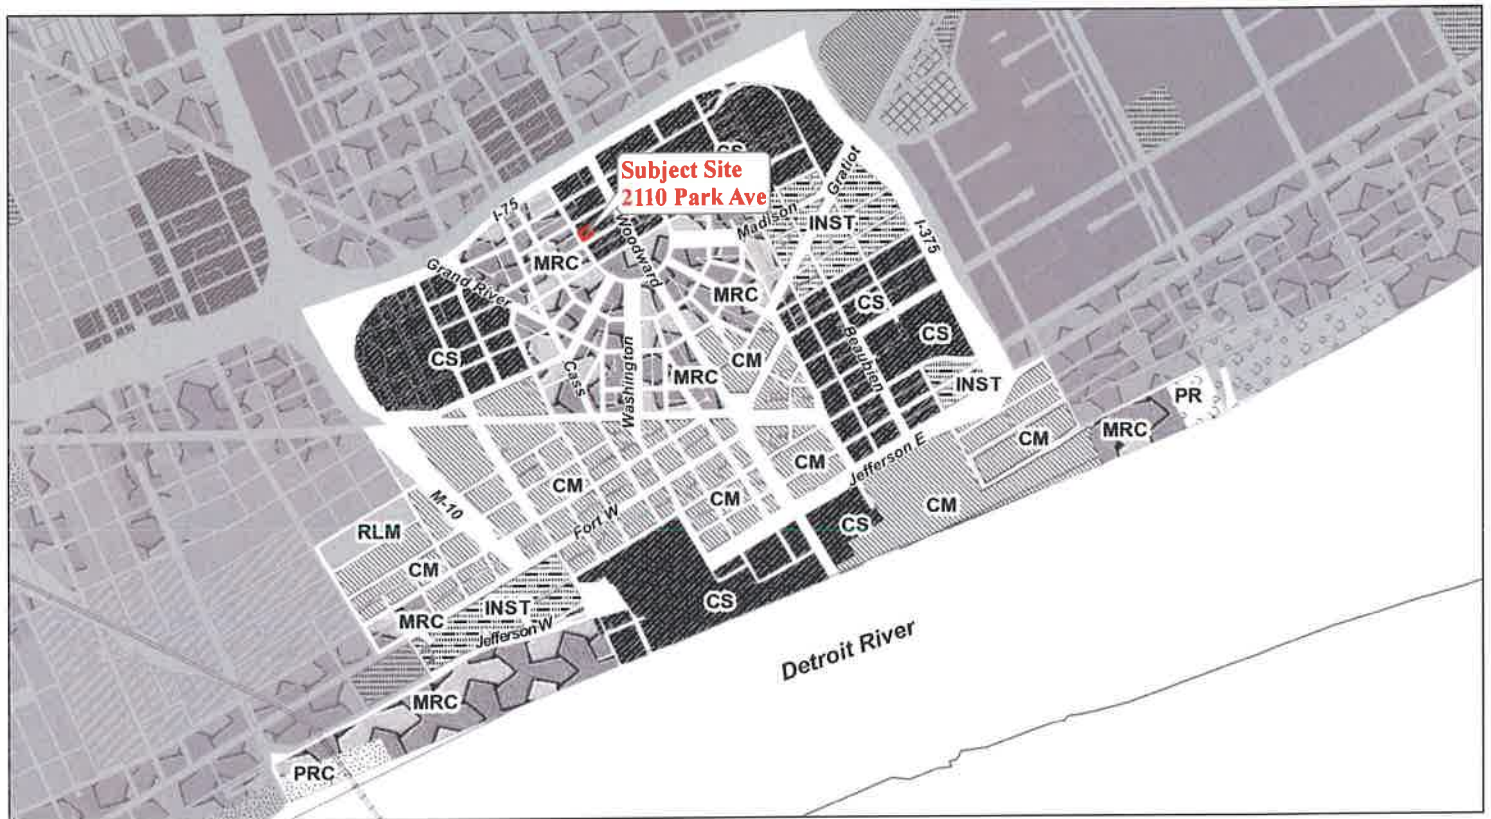 CS
Subject Site
2110 Park Ave
Gratiot
I-75
Woodward
Madison
INST
I-375
MRC
Grand River
MRC
CS
CS
CS
Beaubien
CM
Cass
Washington
MRC
INST
PR
MRC
CM
Jefferson E
CM
CM
CM
CM
M-10
Fort W
CS
RLM
CM
CS
INST
MRC
Jefferson W
Detroit River
MRC
PRC